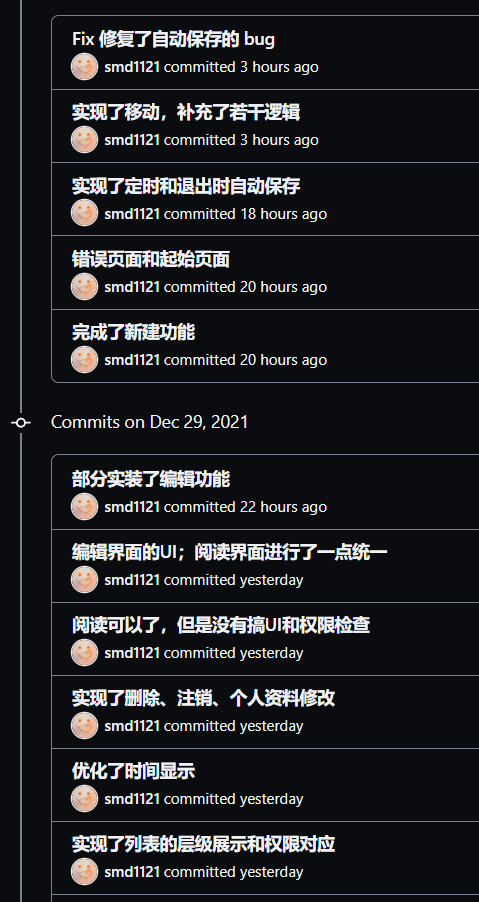 Fix 修复了自动保存的 bug
smd1121 committed 3 hours ago
实现了移动，补充了若干逻辑
smd1121 committed 3 hours ago
实现了定时和退出时自动保存
smd1121 committed 18 hours ago
错误页面和起始页面
smd1121 committed 20 hours ago
完成了新建功能
smd1121 committed 20 hours ago
Commits on Dec 29, 2021
部分实装了编辑功能
smd1121 committed 22 hours ago
编辑界面的UI；阅读界面进行了一点统一
smd1121 committed yesterday
阅读可以了，但是没有搞UI和权限检查
smd1121 committed yesterday
实现了删除、注销、个人资料修改
smd1121 committed yesterday
优化了时间显示
smd1121 committed yesterday
实现了列表的层级展示和权限对应
smd1121 committed yesterday